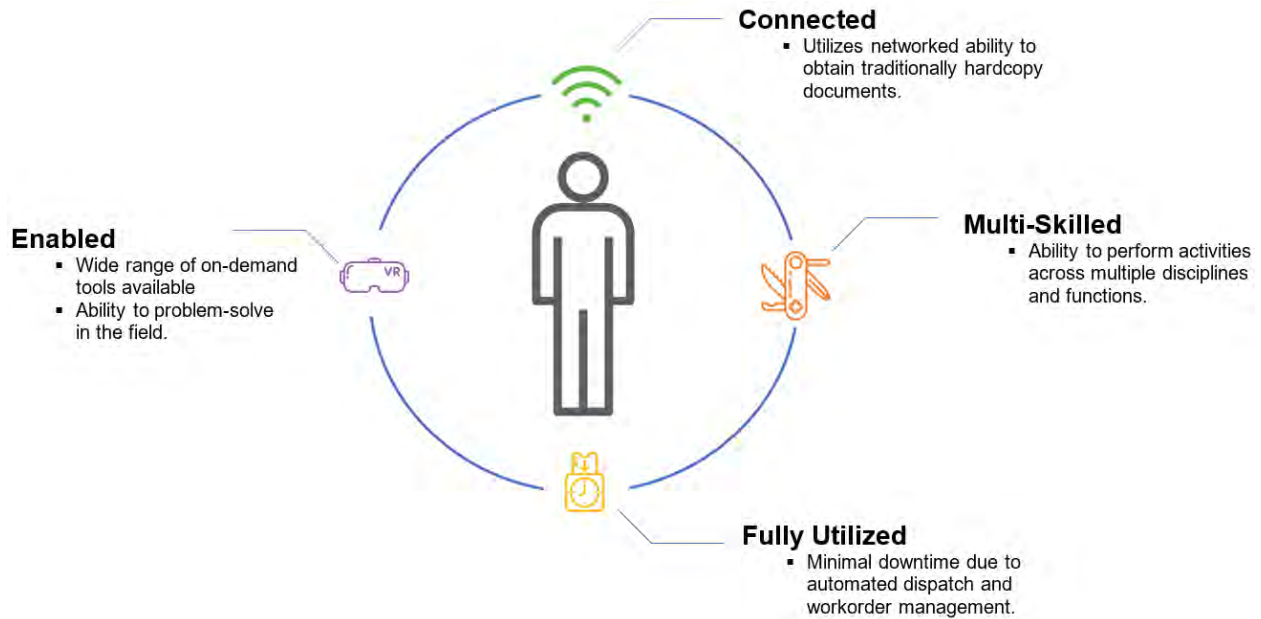 Connected
▪ Utilizes networked ability to
obtain traditionally hardcopy
documents.
Enabled
▪ Wide range of on-demand
tools available
▪ Ability to problem-solve
in the field.
VR
Multi-Skilled
▪ Ability to perform activities
across multiple disciplines
and functions.
Fully Utilized
▪ Minimal downtime due to
automated dispatch and
workorder management.